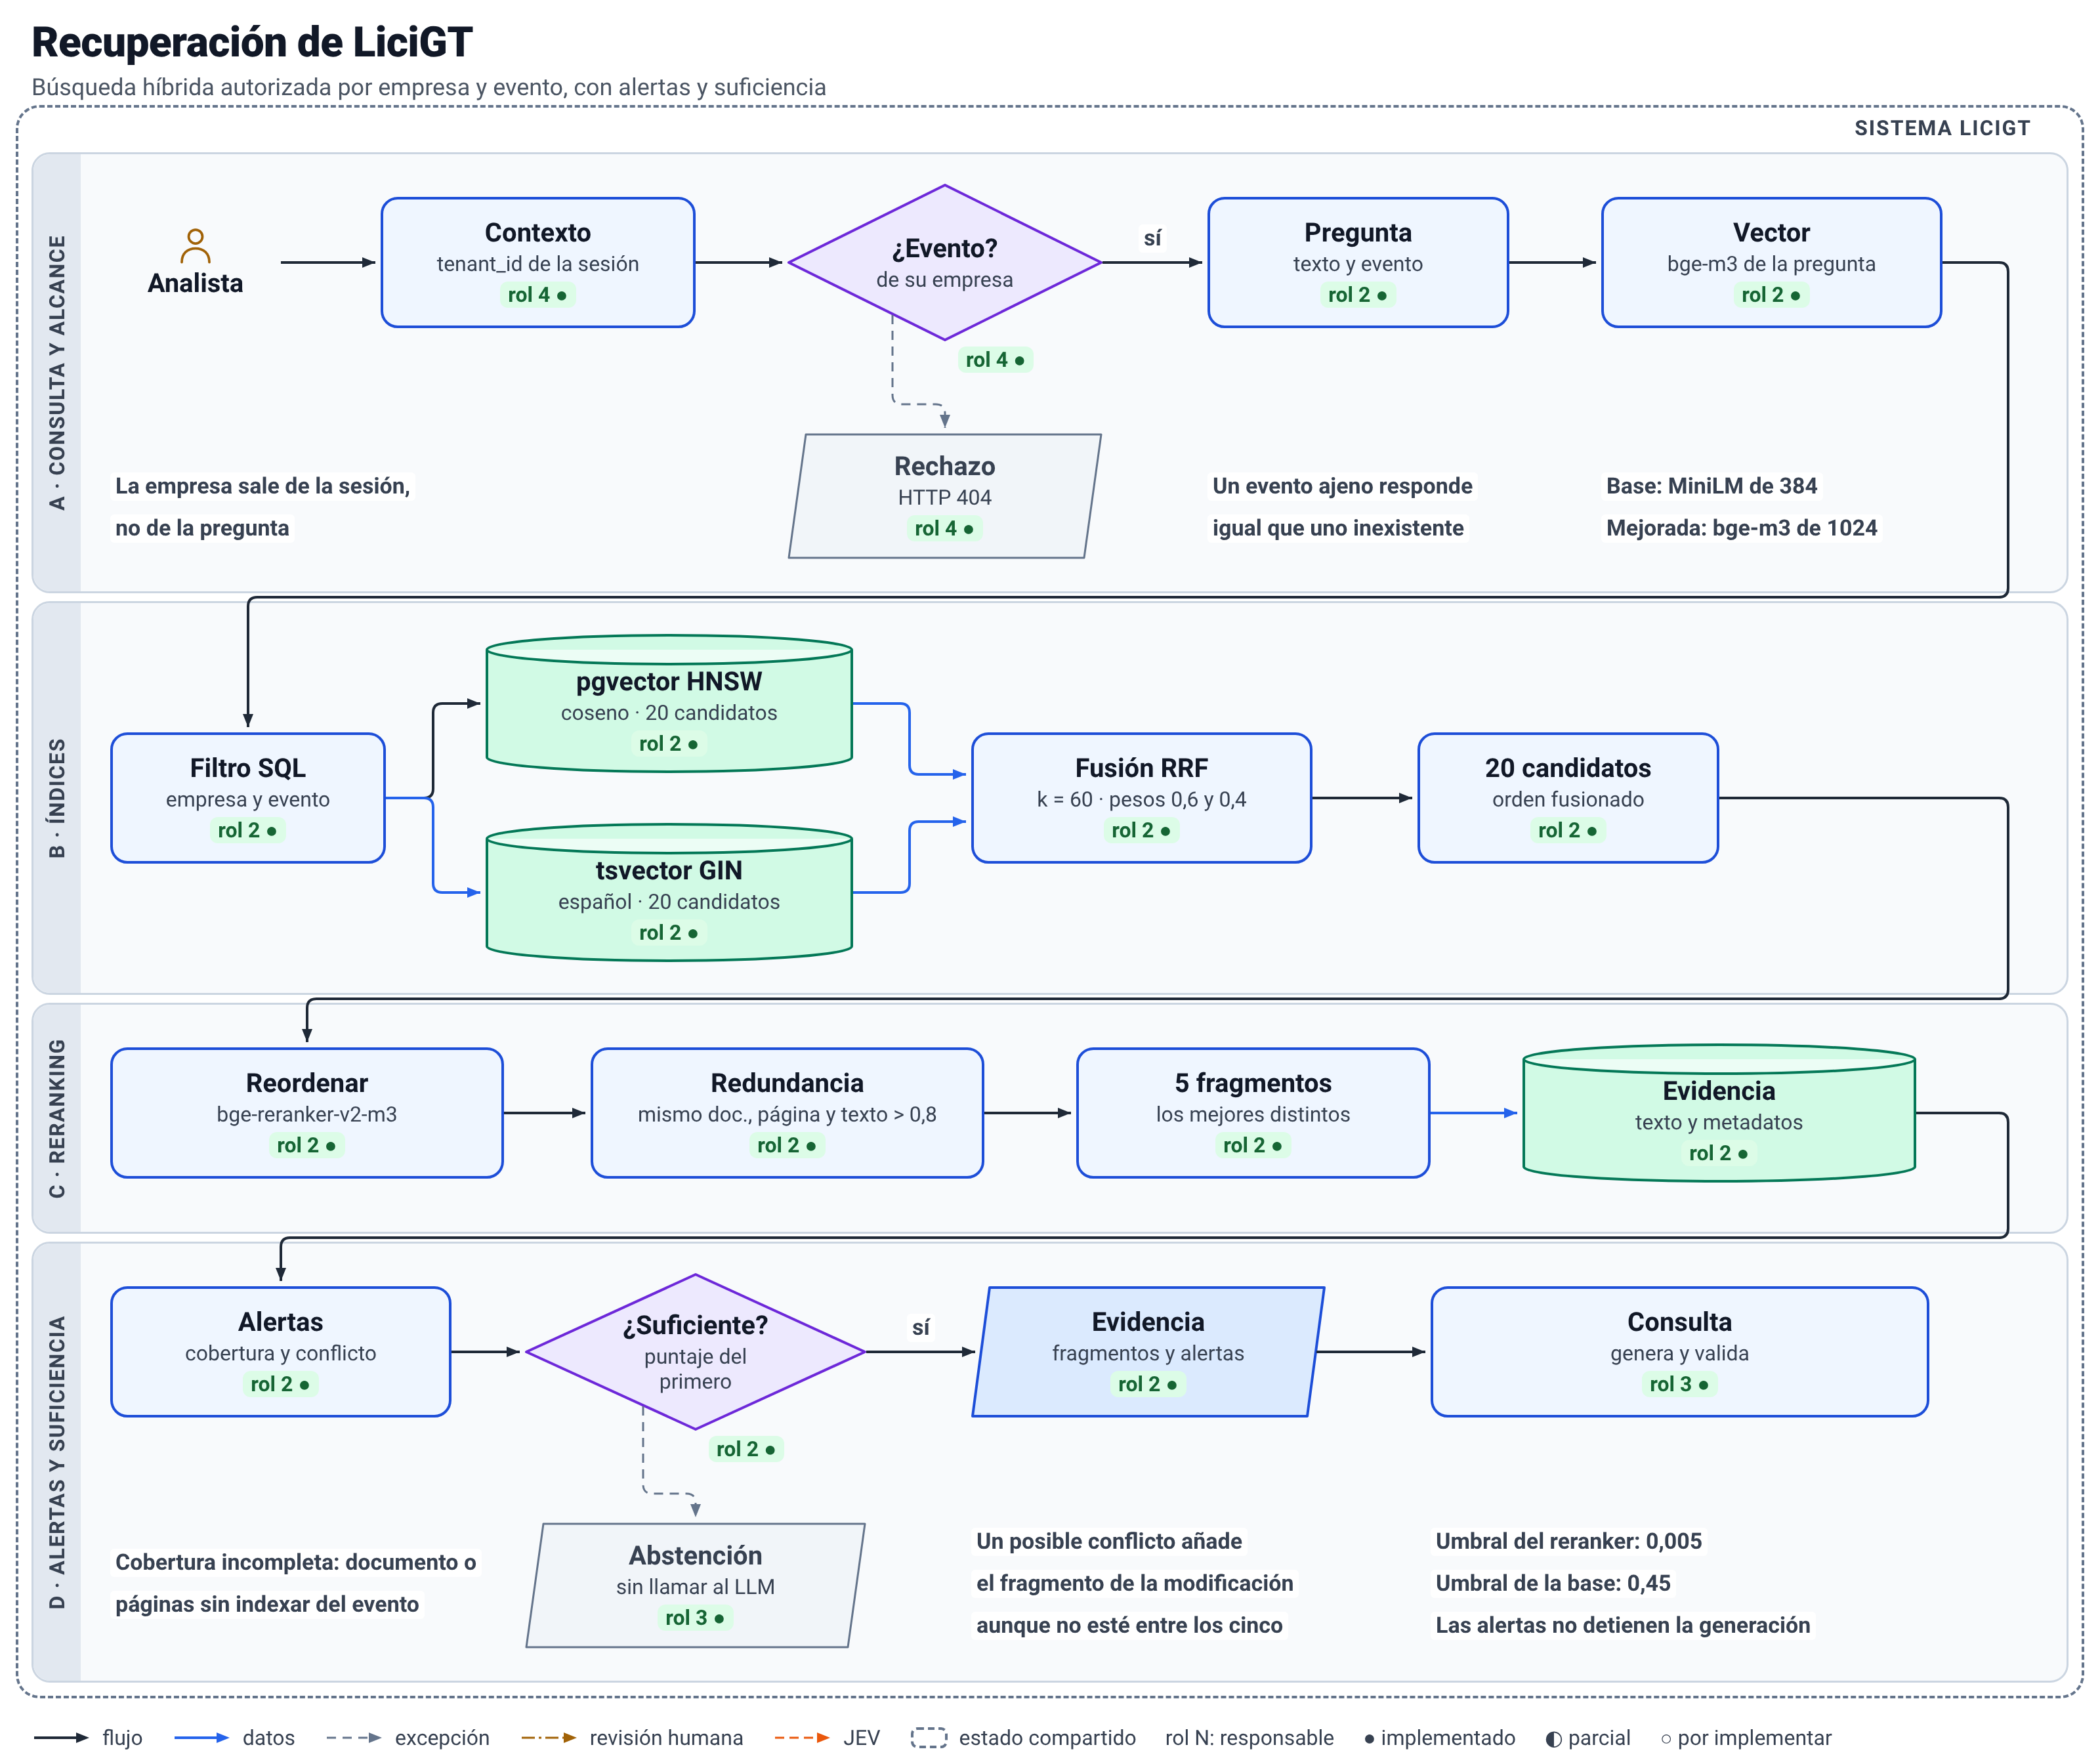 Recuperación de LiciGT
Búsqueda híbrida autorizada por empresa y evento, con alertas y suficiencia
SISTEMA LICIGT
A · CONSULTA Y ALCANCE
Analista
Contexto
tenant_id de la sesión
rol 4 ●
¿Evento?
de su empresa
rol 4 ●
sí
Pregunta
texto y evento
rol 2 ●
Vector
bge-m3 de la pregunta
rol 2 ●
Rechazo
HTTP 404
rol 4 ●
La empresa sale de la sesión,
no de la pregunta
Un evento ajeno responde
igual que uno inexistente
Base: MiniLM de 384
Mejorada: bge-m3 de 1024
B · ÍNDICES
Filtro SQL
empresa y evento
rol 2 ●
pgvector HNSW
coseno · 20 candidatos
rol 2 ●
tsvector GIN
español · 20 candidatos
rol 2 ●
Fusión RRF
k = 60 · pesos 0,6 y 0,4
rol 2 ●
20 candidatos
orden fusionado
rol 2 ●
C · RERANKING
Reordenar
bge-reranker-v2-m3
rol 2 ●
Redundancia
mismo doc., página y texto > 0,8
rol 2 ●
5 fragmentos
los mejores distintos
rol 2 ●
Evidencia
texto y metadatos
rol 2 ●
D · ALERTAS Y SUFICIENCIA
Alertas
cobertura y conflicto
rol 2 ●
¿Suficiente?
puntaje del
primero
rol 2 ●
sí
Evidencia
fragmentos y alertas
rol 2 ●
Consulta
genera y valida
rol 3 ●
Abstención
sin llamar al LLM
rol 3 ●
Cobertura incompleta: documento o
páginas sin indexar del evento
Un posible conflicto añade
el fragmento de la modificación
aunque no esté entre los cinco
Umbral del reranker: 0,005
Umbral de la base: 0,45
Las alertas no detienen la generación
flujo
datos
excepción
revisión humana
JEV
estado compartido
rol N: responsable
● implementado
◐ parcial
○ por implementar